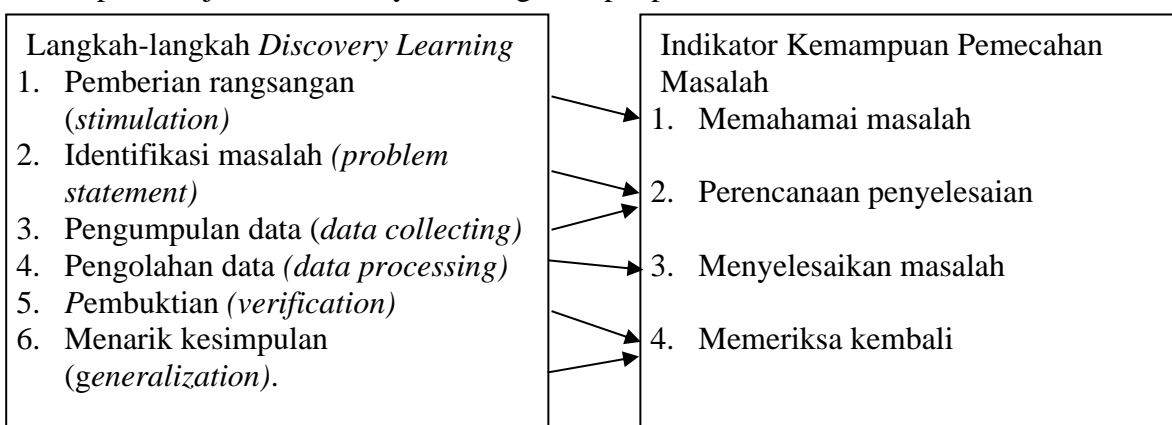 Langkah-langkah Discovery Learning
1. Pemberian rangsangan
(stimulation)
2. Identifikasi masalah (problem
statement)
3. Pengumpulan data (data collecting)
4. Pengolahan data (data processing)
5. Pembuktian (verification)
6. Menarik kesimpulan
(generalization).
Indikator Kemampuan Pemecahan
Masalah
1. Memahamai masalah
2. Perencanaan penyelesaian
3. Menyelesaikan masalah
4. Memeriksa kembali